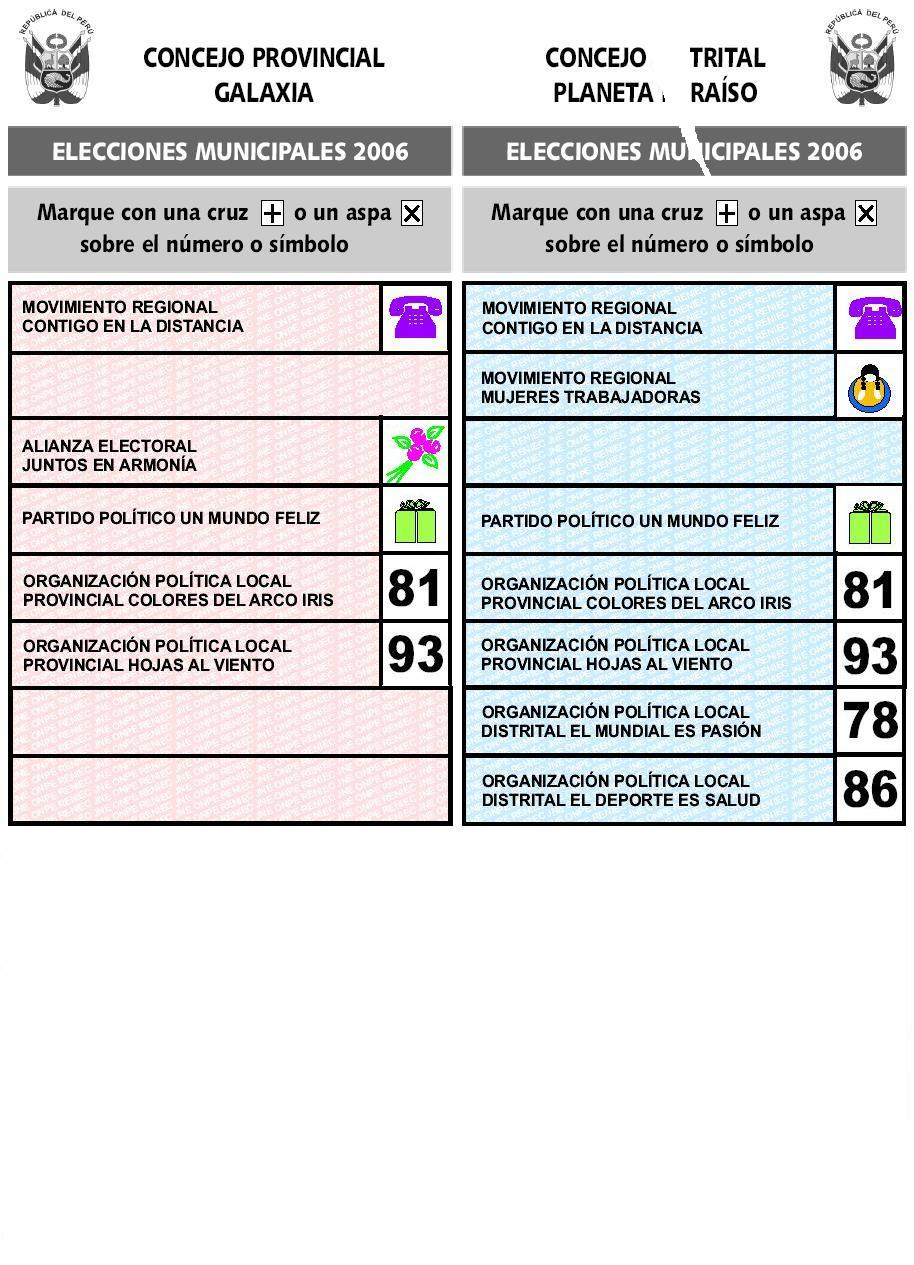 REPÚBLICA DEL PERÚ
CONCEJO PROVINCIAL
GALAXIA
ELECCIONES MUNICIPALES 2006
Marque con una cruz + o un aspa X
sobre el número o símbolo
MOVIMIENTO REGIONAL
CONTIGO EN LA DISTANCIA
ALIANZA ELECTORAL
JUNTOS EN ARMONÍA
PARTIDO POLÍTICO UN MUNDO FELIZ
ORGANIZACIÓN POLÍTICA LOCAL
PROVINCIAL COLORES DEL ARCO IRIS
81
ORGANIZACIÓN POLÍTICA LOCAL
PROVINCIAL HOJAS AL VIENTO
93
REPÚBLICA DEL PERÚ
CONCEJO TRITAL
PLANETA RAÍSO
ELECCIONES MUNICIPALES 2006
Marque con una cruz + o un aspa X
sobre el número o símbolo
MOVIMIENTO REGIONAL
CONTIGO EN LA DISTANCIA
MOVIMIENTO REGIONAL
MUJERES TRABAJADORAS
PARTIDO POLÍTICO UN MUNDO FELIZ
ORGANIZACIÓN POLÍTICA LOCAL
PROVINCIAL COLORES DEL ARCO IRIS
81
ORGANIZACIÓN POLÍTICA LOCAL
PROVINCIAL HOJAS AL VIENTO
93
ORGANIZACIÓN POLÍTICA LOCAL
DISTRITAL EL MUNDIAL ES PASIÓN
78
ORGANIZACIÓN POLÍTICA LOCAL
DISTRITAL EL DEPORTE ES SALUD
86